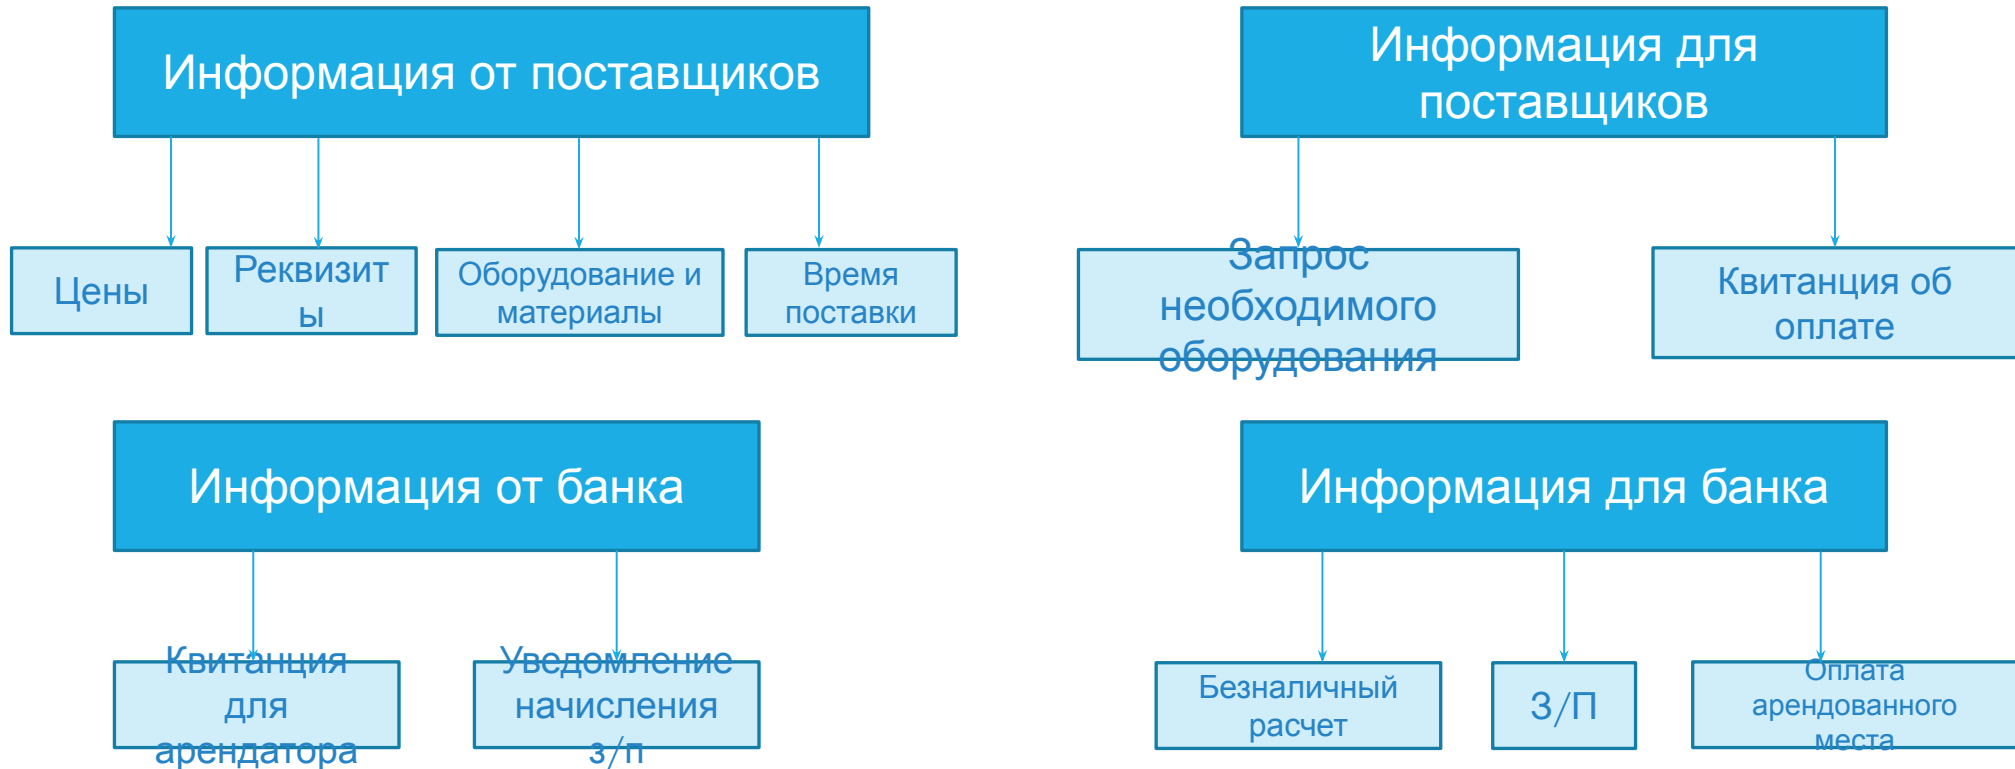 Информация от поставщиков
Информация для
поставщиков
Цены
Реквизит
ы
Оборудование и
материалы
Время
поставки
Запрос
необходимого
оборудования
Квитанция об
оплате
Информация от банка
Информация для банка
Квитанция
для
арендатора
Уведомление
начисления
з/п
Безналичный
расчет
З/П
Оплата
арендованного
места